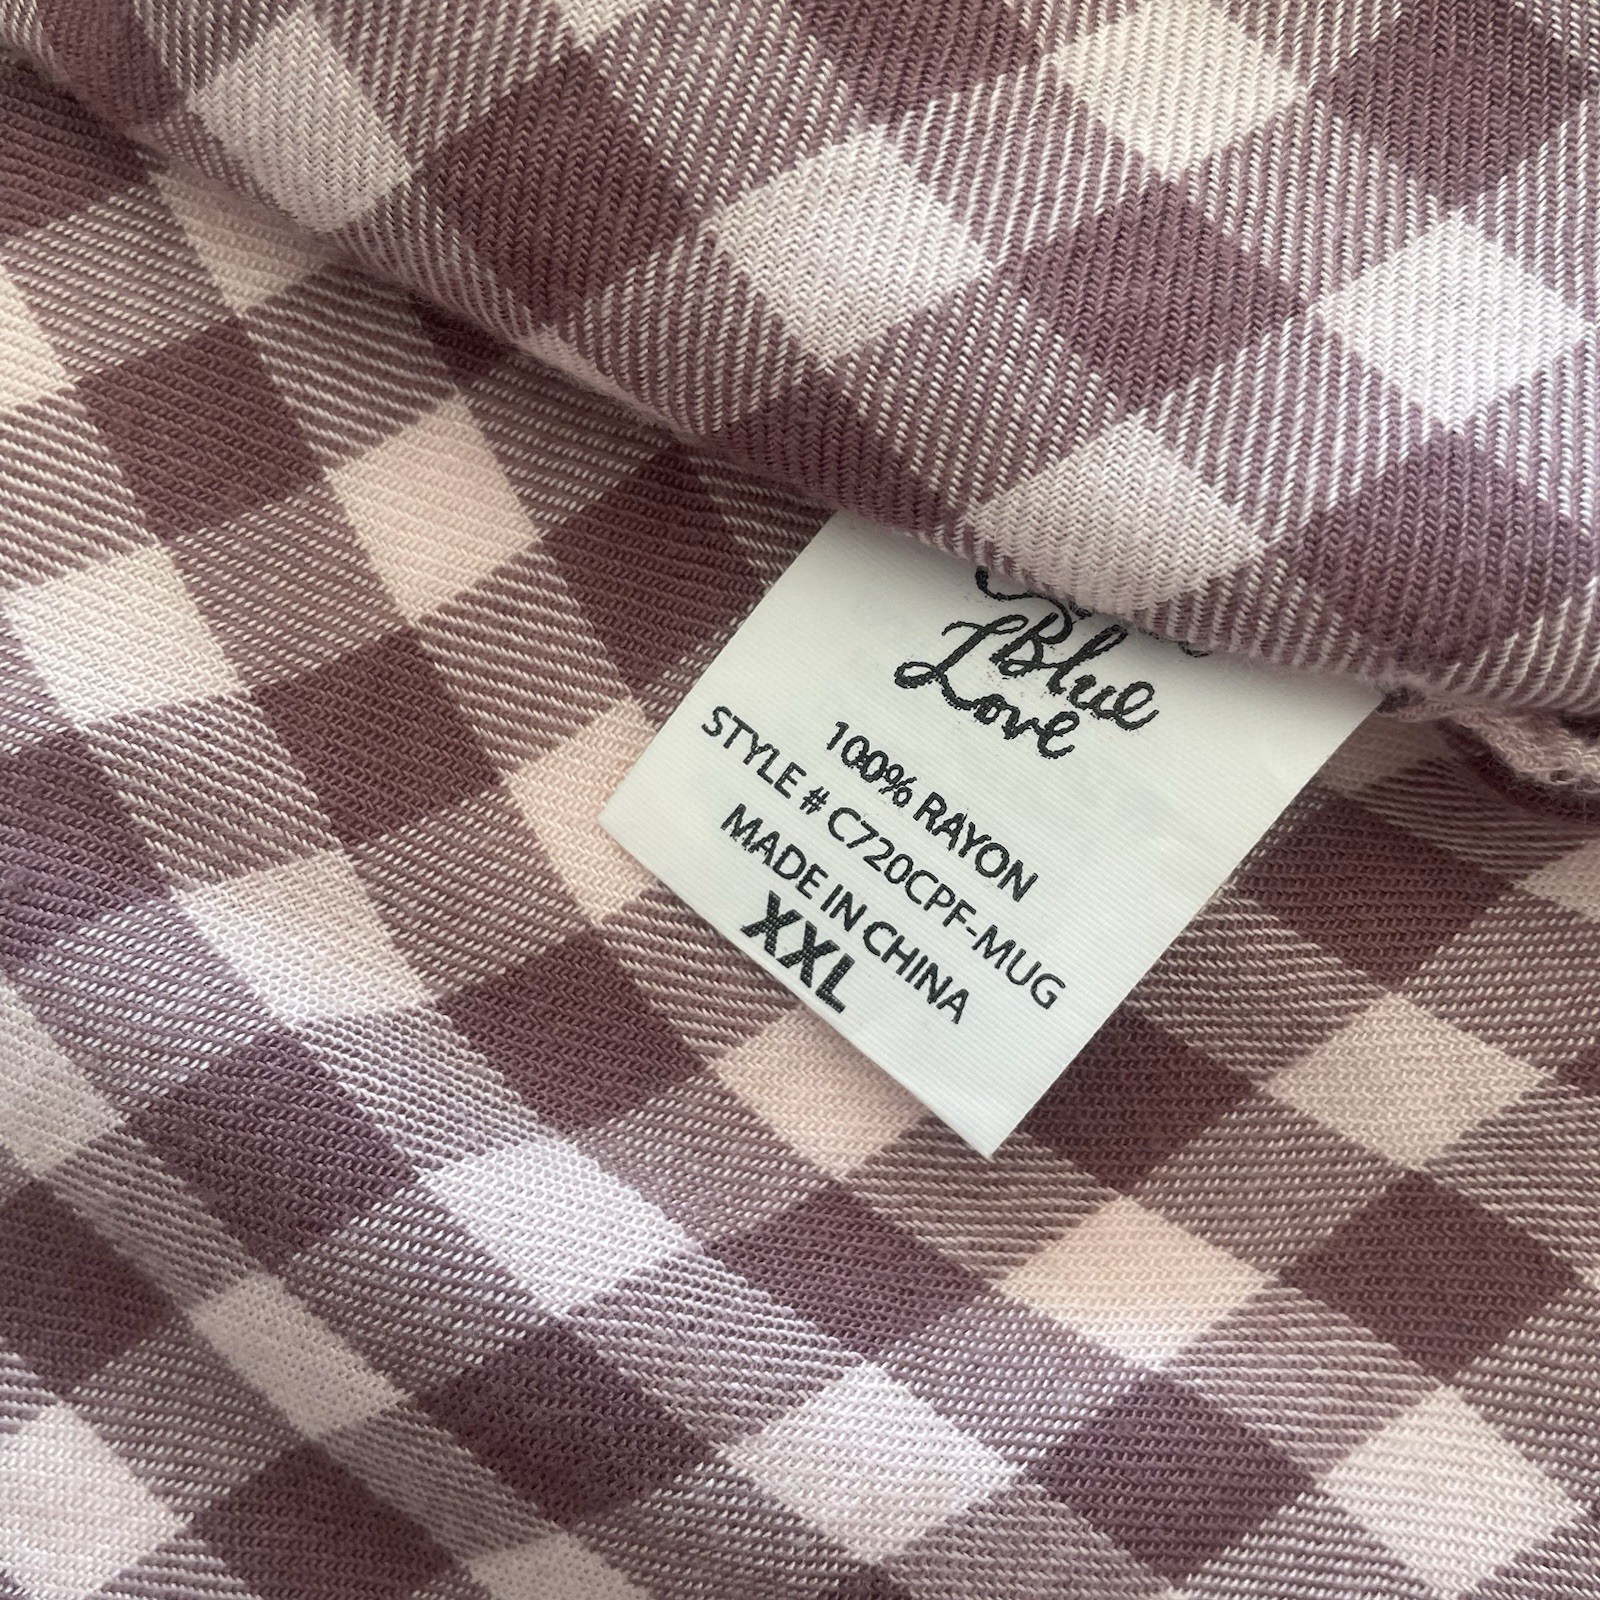 Blue
Love
100% RAYON
STYLE # C720CPF-MUG
MADE IN CHINA
XXL